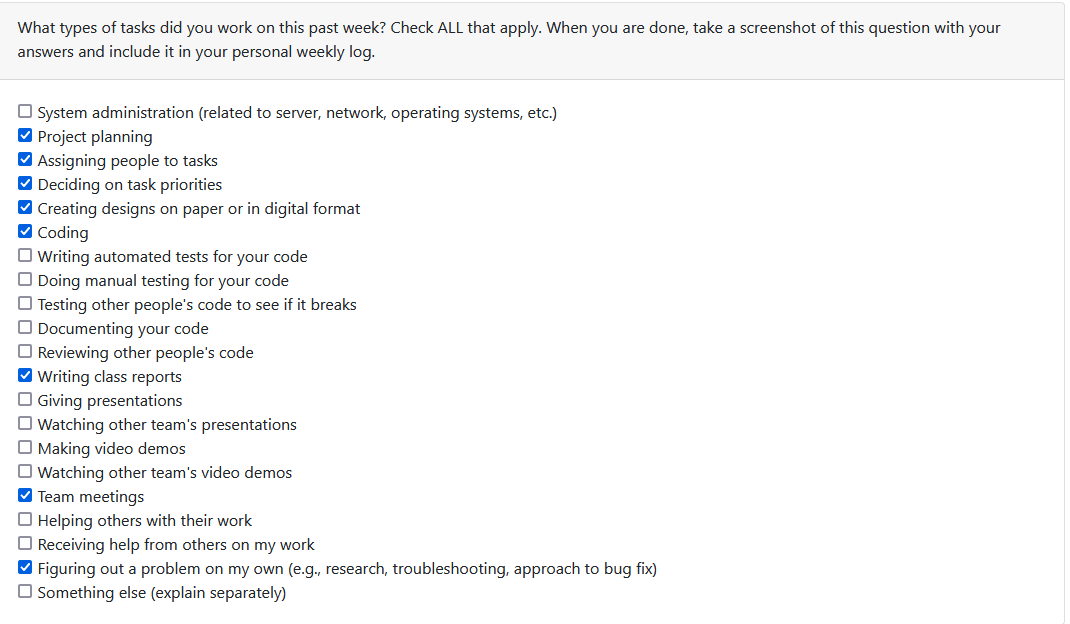 What types of tasks did you work on this past week? Check ALL that apply. When you are done, take a screenshot of this question with your
answers and include it in your personal weekly log.
System administration (related to server, network, operating systems, etc.)
Project planning
Assigning people to tasks
Deciding on task priorities
Creating designs on paper or in digital format
Coding
Writing automated tests for your code
Doing manual testing for your code
Testing other people's code to see if it breaks
Documenting your code
Reviewing other people's code
Writing class reports
Giving presentations
Watching other team's presentations
Making video demos
Watching other team's video demos
Team meetings
Helping others with their work
Receiving help from others on my work
Figuring out a problem on my own (e.g., research, troubleshooting, approach to bug fix)
Something else (explain separately)